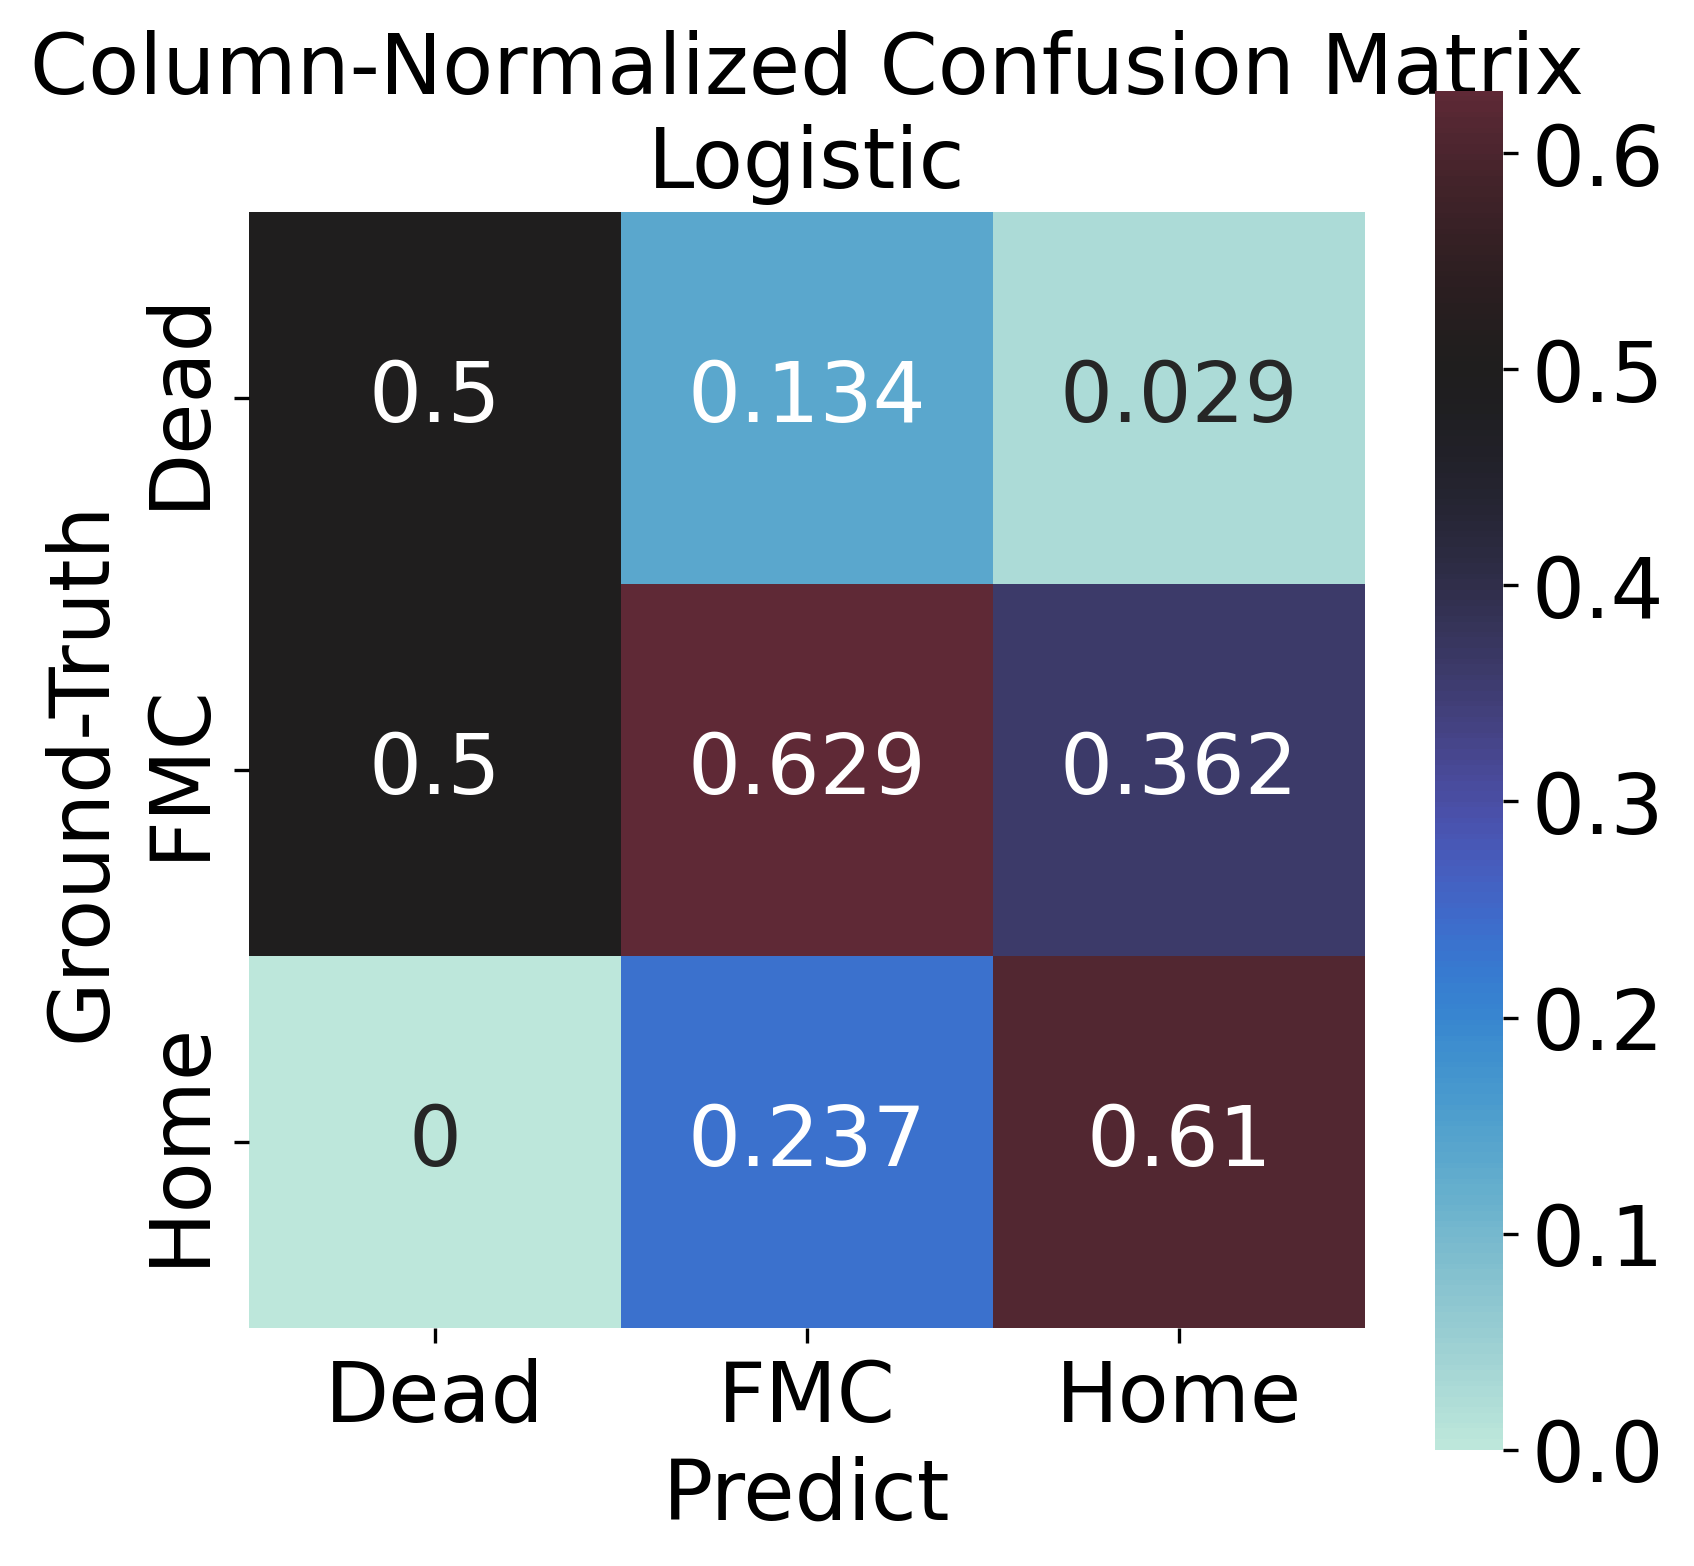 Column-Normalized Confusion Matrix
Logistic
Ground-Truth
Dead
0.5
0.134
0.029
FMC
0.5
0.629
0.362
Home
0
0.237
0.61
Dead
FMC
Home
Predict
0.6
0.5
0.4
0.3
0.2
0.1
0.0